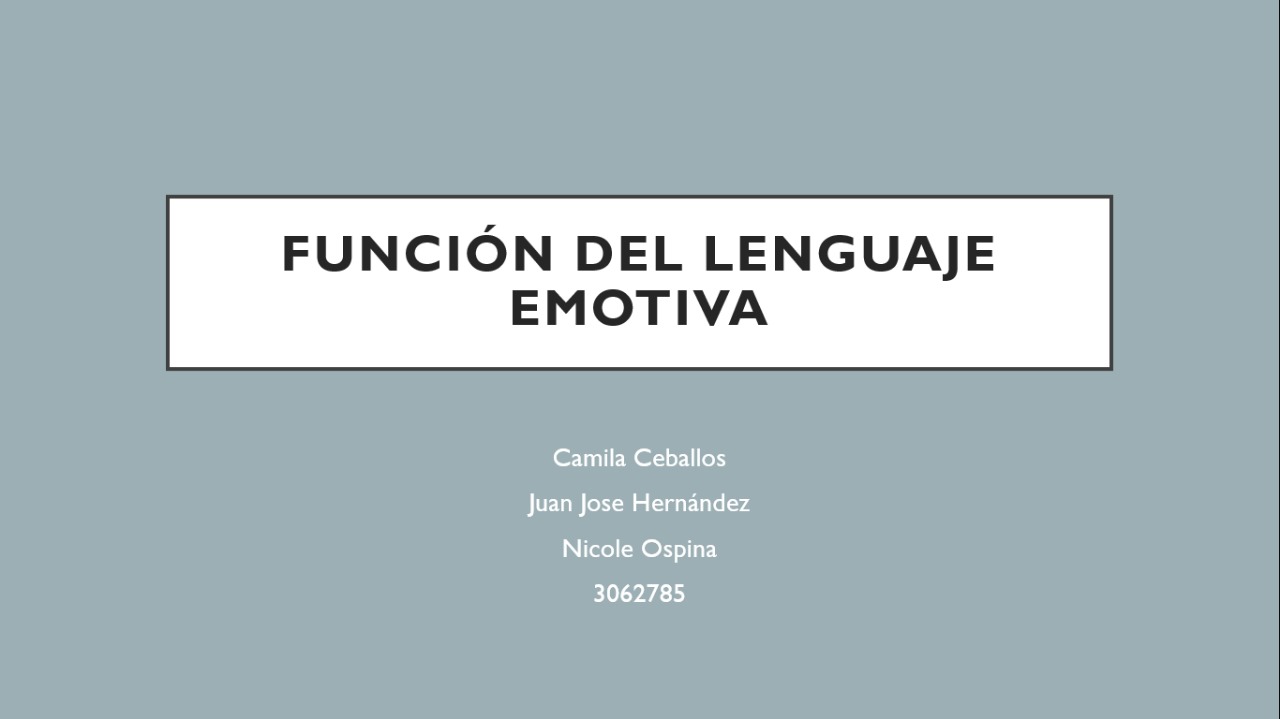 FUNCIÓN DEL LENGUAJE
EMOTIVA
Camila Ceballos
Juan Jose Hernández
Nicole Ospina
3062785